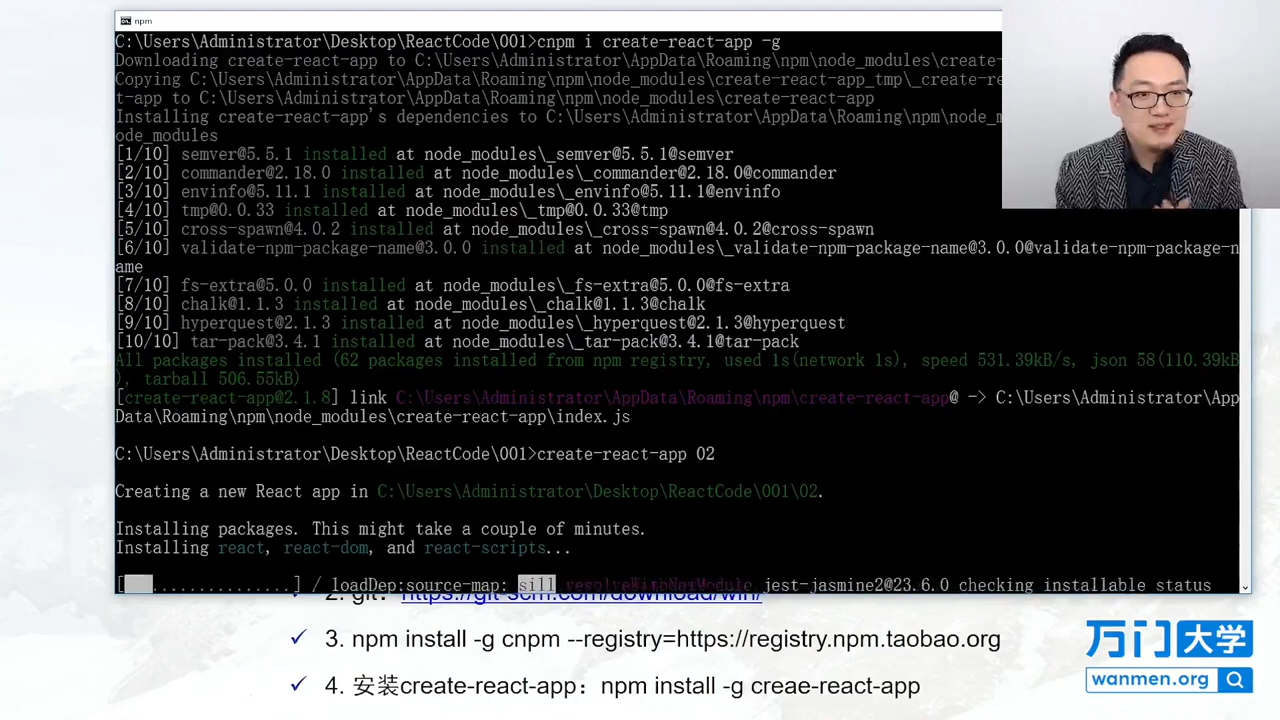 npm
C:\Users\Administrator\Desktop\ReactCode\001>cnpm i create-react-app -g
Downloading create-react-app to C:\Users\Administrator\AppData\Roaming\npm\node_modules\create-
Copying C:\Users\Administrator\AppData\Roaming\npm\node_modules\create-react-app_tmp\_create-re
t-app to C:\Users\Administrator\AppData\Roaming\npm\node_modules\create-react-app
Installing create-react-app's dependencies to C:\Users\Administrator\AppData\Roaming\npm\node_m
ode_modules
[1/10] semver@5.5.1 installed at node_modules\_semver@5.5.1@semver
[2/10] commander@2.18.0 installed at node_modules\_commander@2.18.0@commander
[3/10] envinfo@5.11.1 installed at node_modules\_envinfo@5.11.1@envinfo
[4/10] tmp@0.0.33 installed at node_modules\_tmp@0.0.33@tmp
[5/10] cross-spawn@4.0.2 installed at node_modules\_cross-spawn@4.0.2@cross-spawn
[6/10] validate-npm-package-name@3.0.0 installed at node_modules\_validate-npm-package-name@3.0.0@validate-npm-package-n
ame
[7/10] fs-extra@5.0.0 installed at node_modules\_fs-extra@5.0.0@fs-extra
[8/10] chalk@1.1.3 installed at node_modules\_chalk@1.1.3@chalk
[9/10] hyperquest@2.1.3 installed at node_modules\_hyperquest@2.1.3@hyperquest
[10/10] tar-pack@3.4.1 installed at node_modules\_tar-pack@3.4.1@tar-pack
All packages installed (62 packages installed from npm registry, used 1s(network 1s), speed 531.39kB/s, json 58(110.39kB
), tarball 506.55kB)
[create-react-app@2.1.8] link C:\Users\Administrator\AppData\Roaming\npm\create-react-app@ -> C:\Users\Administrator\App
Data\Roaming\npm\node_modules\create-react-app\index.js
C:\Users\Administrator\Desktop\ReactCode\001>create-react-app 02
Creating a new React app in C:\Users\Administrator\Desktop\ReactCode\001\02.
Installing packages. This might take a couple of minutes.
Installing react, react-dom, and react-scripts...
[ ...............] / loadDep:source-map: sill resolveWithNewModule jest-jasmine2@23.6.0 checking installable status
2. git: https://git-scm.com/download/win/
3. npm install -g cnpm --registry=https://registry.npm.taobao.org
4. 安装create-react-app：npm install -g creae-react-app
万门大学
wanmen.org